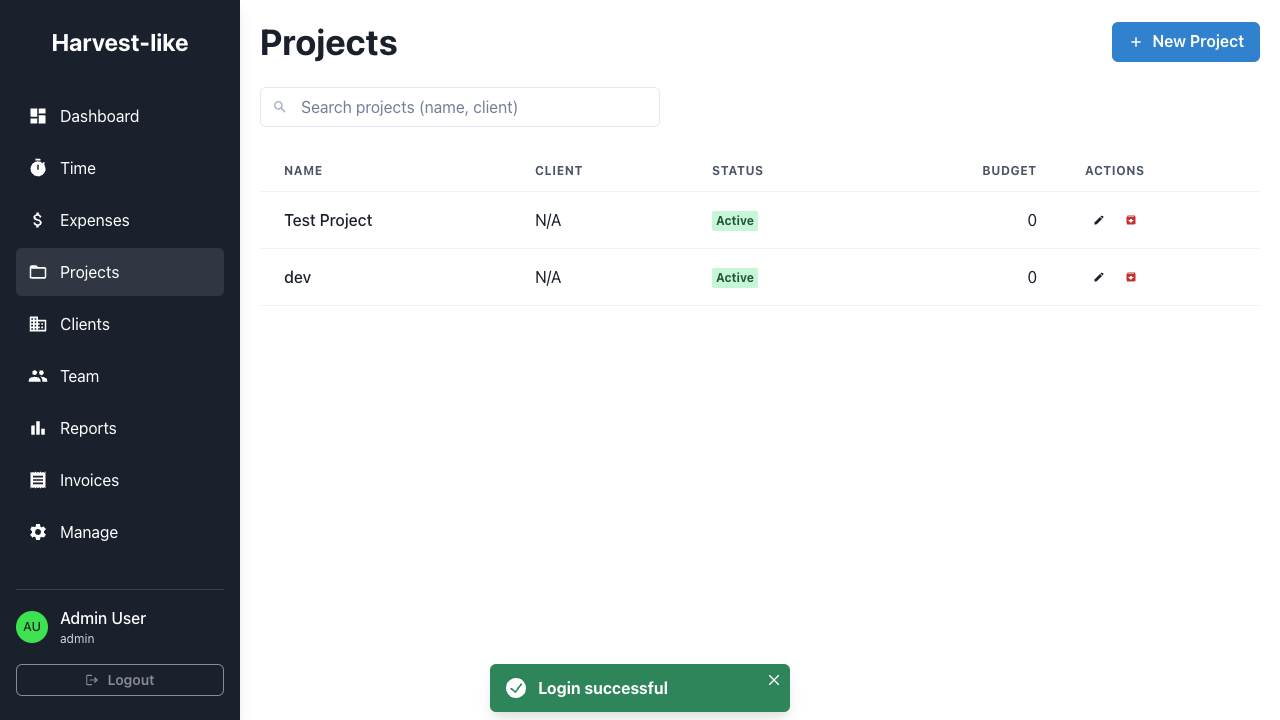 Harvest-like
Dashboard
Time
Expenses
Projects
Clients
Team
Reports
Invoices
Manage
AU
Admin User
admin
Logout
Projects
New Project
Search projects (name, client)
NAME CLIENT STATUS BUDGET ACTIONS
Test Project N/A Active 0
dev N/A Active 0
Login successful